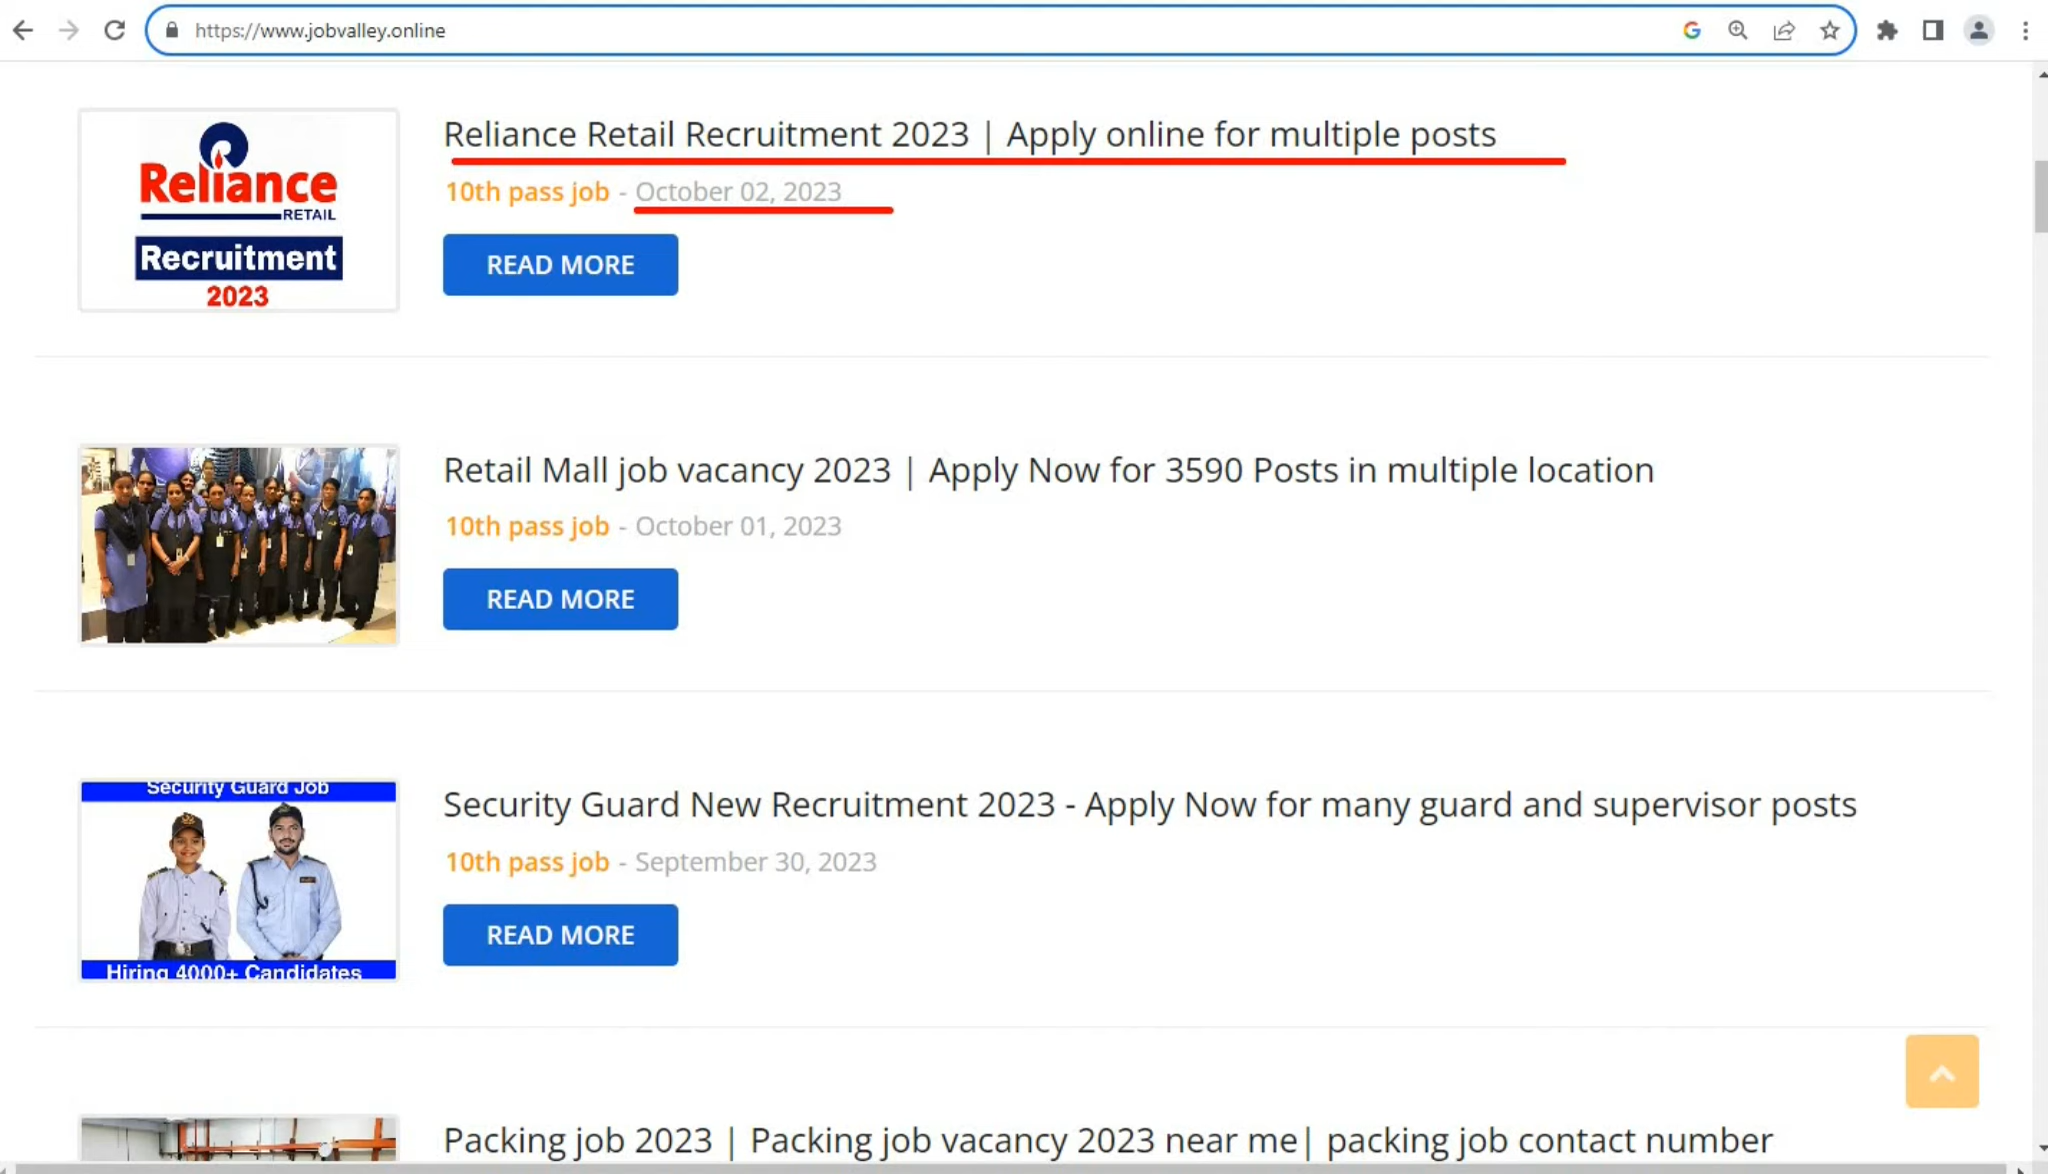 https://www.jobvalley.online
Reliance
RETAIL
Recruitment
2023
Reliance Retail Recruitment 2023 | Apply online for multiple posts
10th pass job - October 02, 2023
READ MORE
Retail Mall job vacancy 2023 | Apply Now for 3590 Posts in multiple location
10th pass job - October 01, 2023
READ MORE
Security Guard Job
Hiring 4000+ Candidates
Security Guard New Recruitment 2023 - Apply Now for many guard and supervisor posts
10th pass job - September 30, 2023
READ MORE
Packing job 2023 | Packing job vacancy 2023 near me| packing job contact number